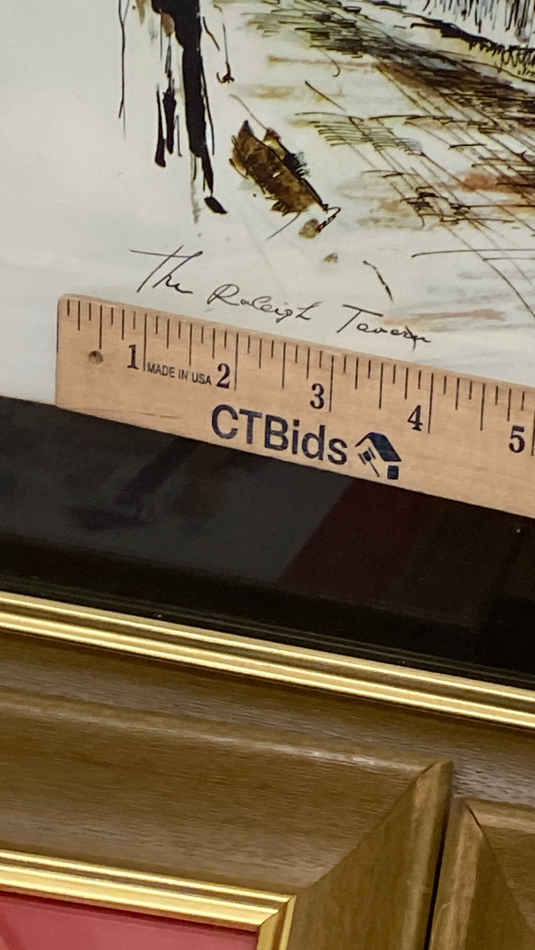 The Raleigh Tavern
1 MADE IN USA 2 3 4 5
CTBids